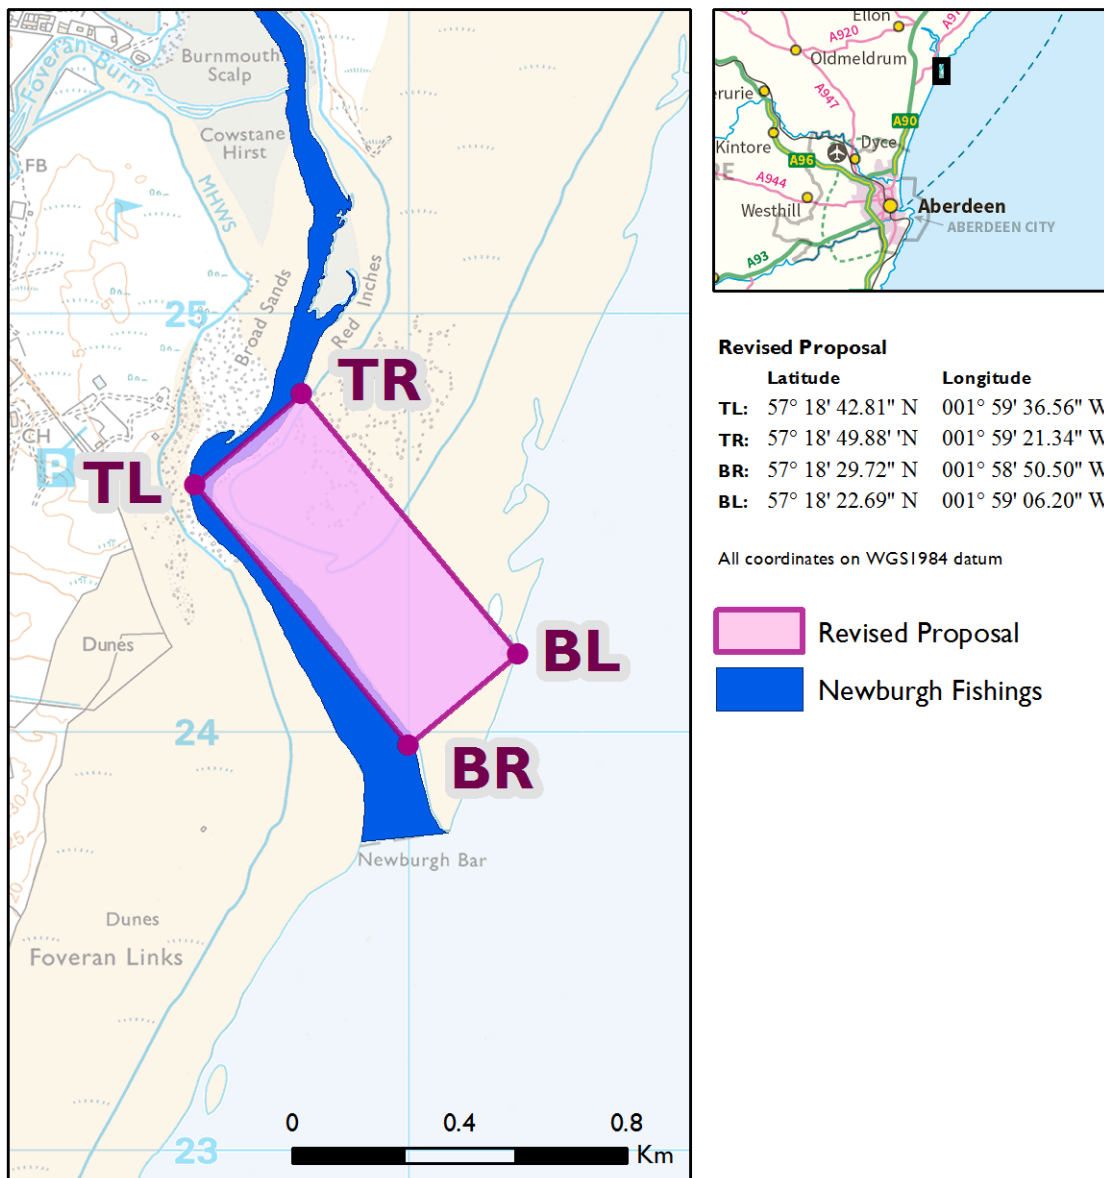 Burnmouth
Scalp
Foveran Burn
Cowstane
Hirst
FB
MHWS
25
Broad Sands
Red Inches
TR
CH
P
TL
Dunes
BL
24
BR
Newburgh Bar
Dunes
Foveran Links
0 0.4 0.8
Km
23
Ellon
A920
Oldmeldrum
A947
erurie
A90
Kintore
Dyce
A96
RE
A944
Westhill
Aberdeen
ABERDEEN CITY
A93
Revised Proposal
Latitude Longitude
TL: 57° 18' 42.81" N 001° 59' 36.56" W
TR: 57° 18' 49.88' 'N 001° 59' 21.34" W
BR: 57° 18' 29.72" N 001° 58' 50.50" W
BL: 57° 18' 22.69" N 001° 59' 06.20" W
All coordinates on WGS1984 datum
Revised Proposal
Newburgh Fishings